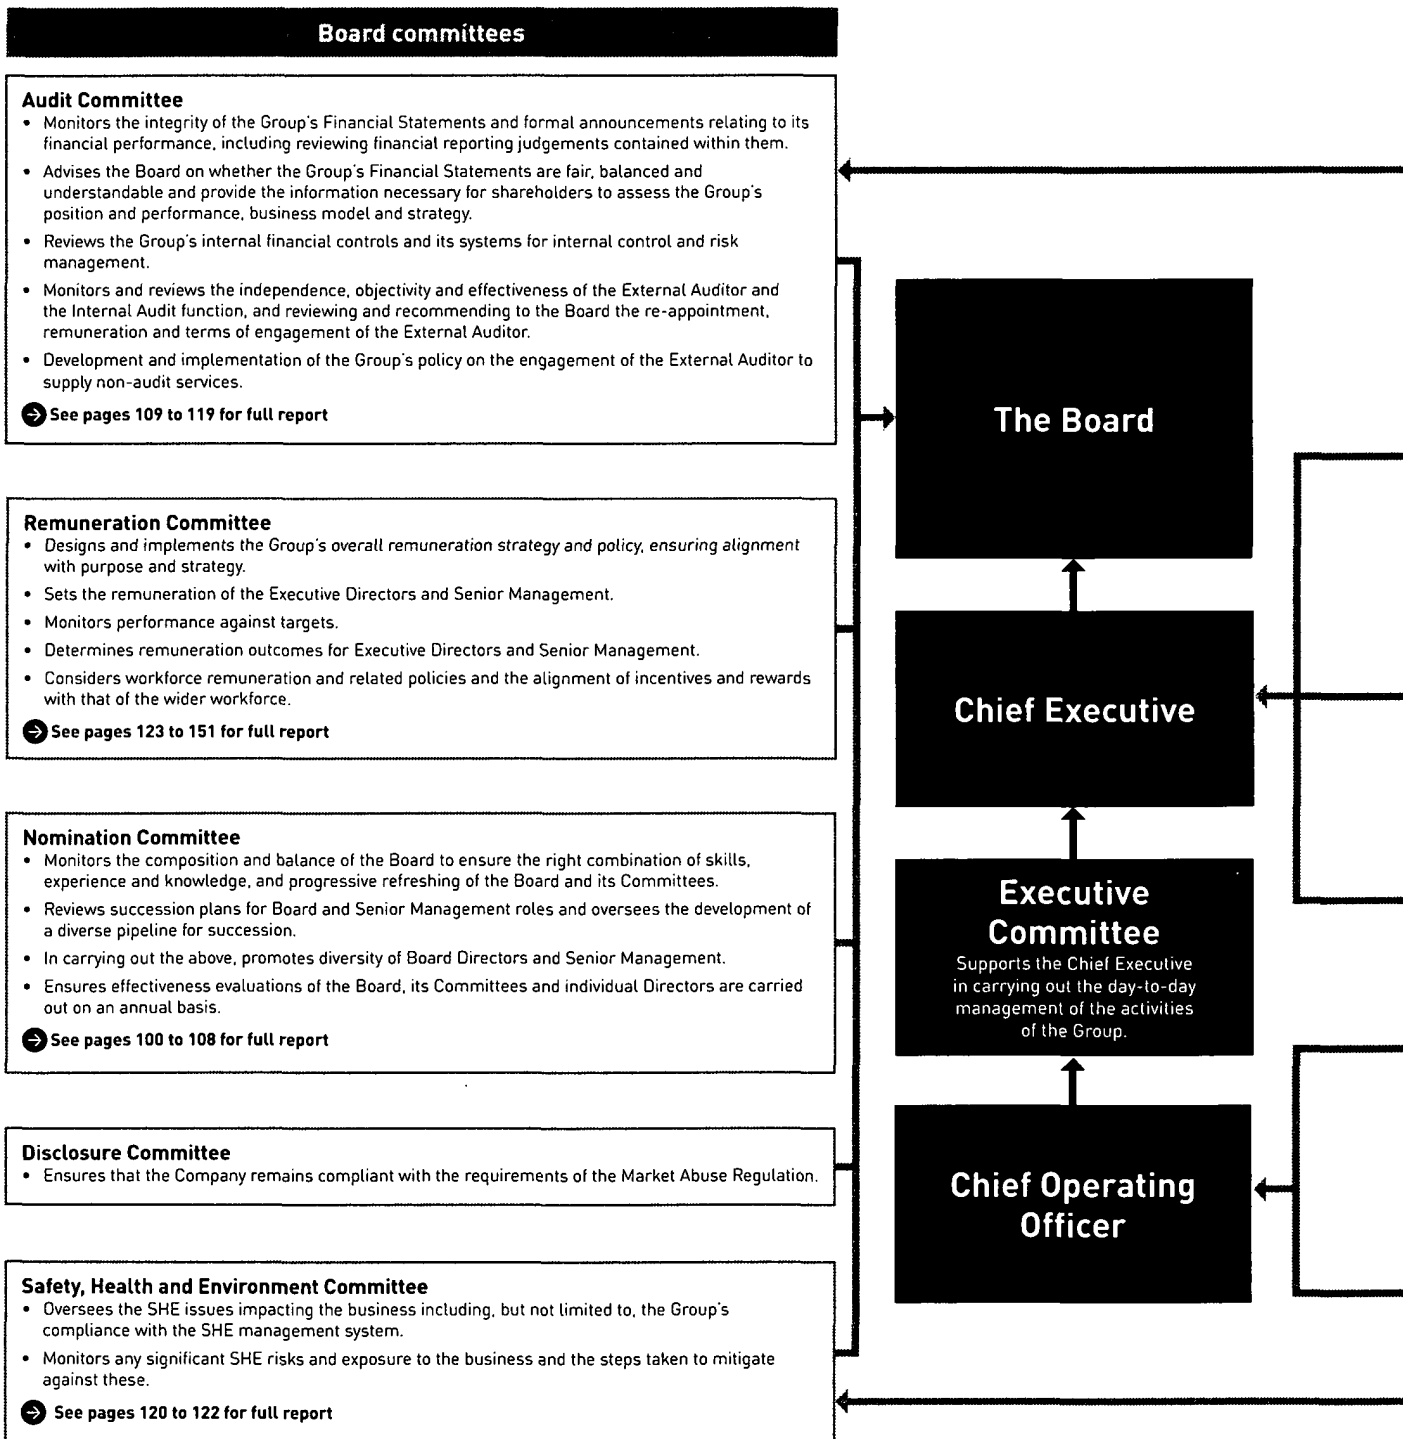 Board committees
Audit Committee
• Monitors the integrity of the Group's Financial Statements and formal announcements relating to its
financial performance, including reviewing financial reporting judgements contained within them.
• Advises the Board on whether the Group's Financial Statements are fair, balanced and
understandable and provide the information necessary for shareholders to assess the Group's
position and performance, business model and strategy.
• Reviews the Group's internal financial controls and its systems for internal control and risk
management.
• Monitors and reviews the independence, objectivity and effectiveness of the External Auditor and
the Internal Audit function, and reviewing and recommending to the Board the re-appointment,
remuneration and terms of engagement of the External Auditor.
• Development and implementation of the Group's policy on the engagement of the External Auditor to
supply non-audit services.
See pages 109 to 119 for full report
Remuneration Committee
• Designs and implements the Group's overall remuneration strategy and policy, ensuring alignment
with purpose and strategy.
• Sets the remuneration of the Executive Directors and Senior Management.
• Monitors performance against targets.
• Determines remuneration outcomes for Executive Directors and Senior Management.
• Considers workforce remuneration and related policies and the alignment of incentives and rewards
with that of the wider workforce.
See pages 123 to 151 for full report
Nomination Committee
• Monitors the composition and balance of the Board to ensure the right combination of skills,
experience and knowledge, and progressive refreshing of the Board and its Committees.
• Reviews succession plans for Board and Senior Management roles and oversees the development of
a diverse pipeline for succession.
• In carrying out the above, promotes diversity of Board Directors and Senior Management.
• Ensures effectiveness evaluations of the Board, its Committees and individual Directors are carried
out on an annual basis.
See pages 100 to 108 for full report
Disclosure Committee
• Ensures that the Company remains compliant with the requirements of the Market Abuse Regulation.
Safety, Health and Environment Committee
• Oversees the SHE issues impacting the business including, but not limited to, the Group's
compliance with the SHE management system.
• Monitors any significant SHE risks and exposure to the business and the steps taken to mitigate
against these.
See pages 120 to 122 for full report
The Board
Chief Executive
Executive
Committee
Supports the Chief Executive
in carrying out the day-to-day
management of the activities
of the Group.
Chief Operating
Officer